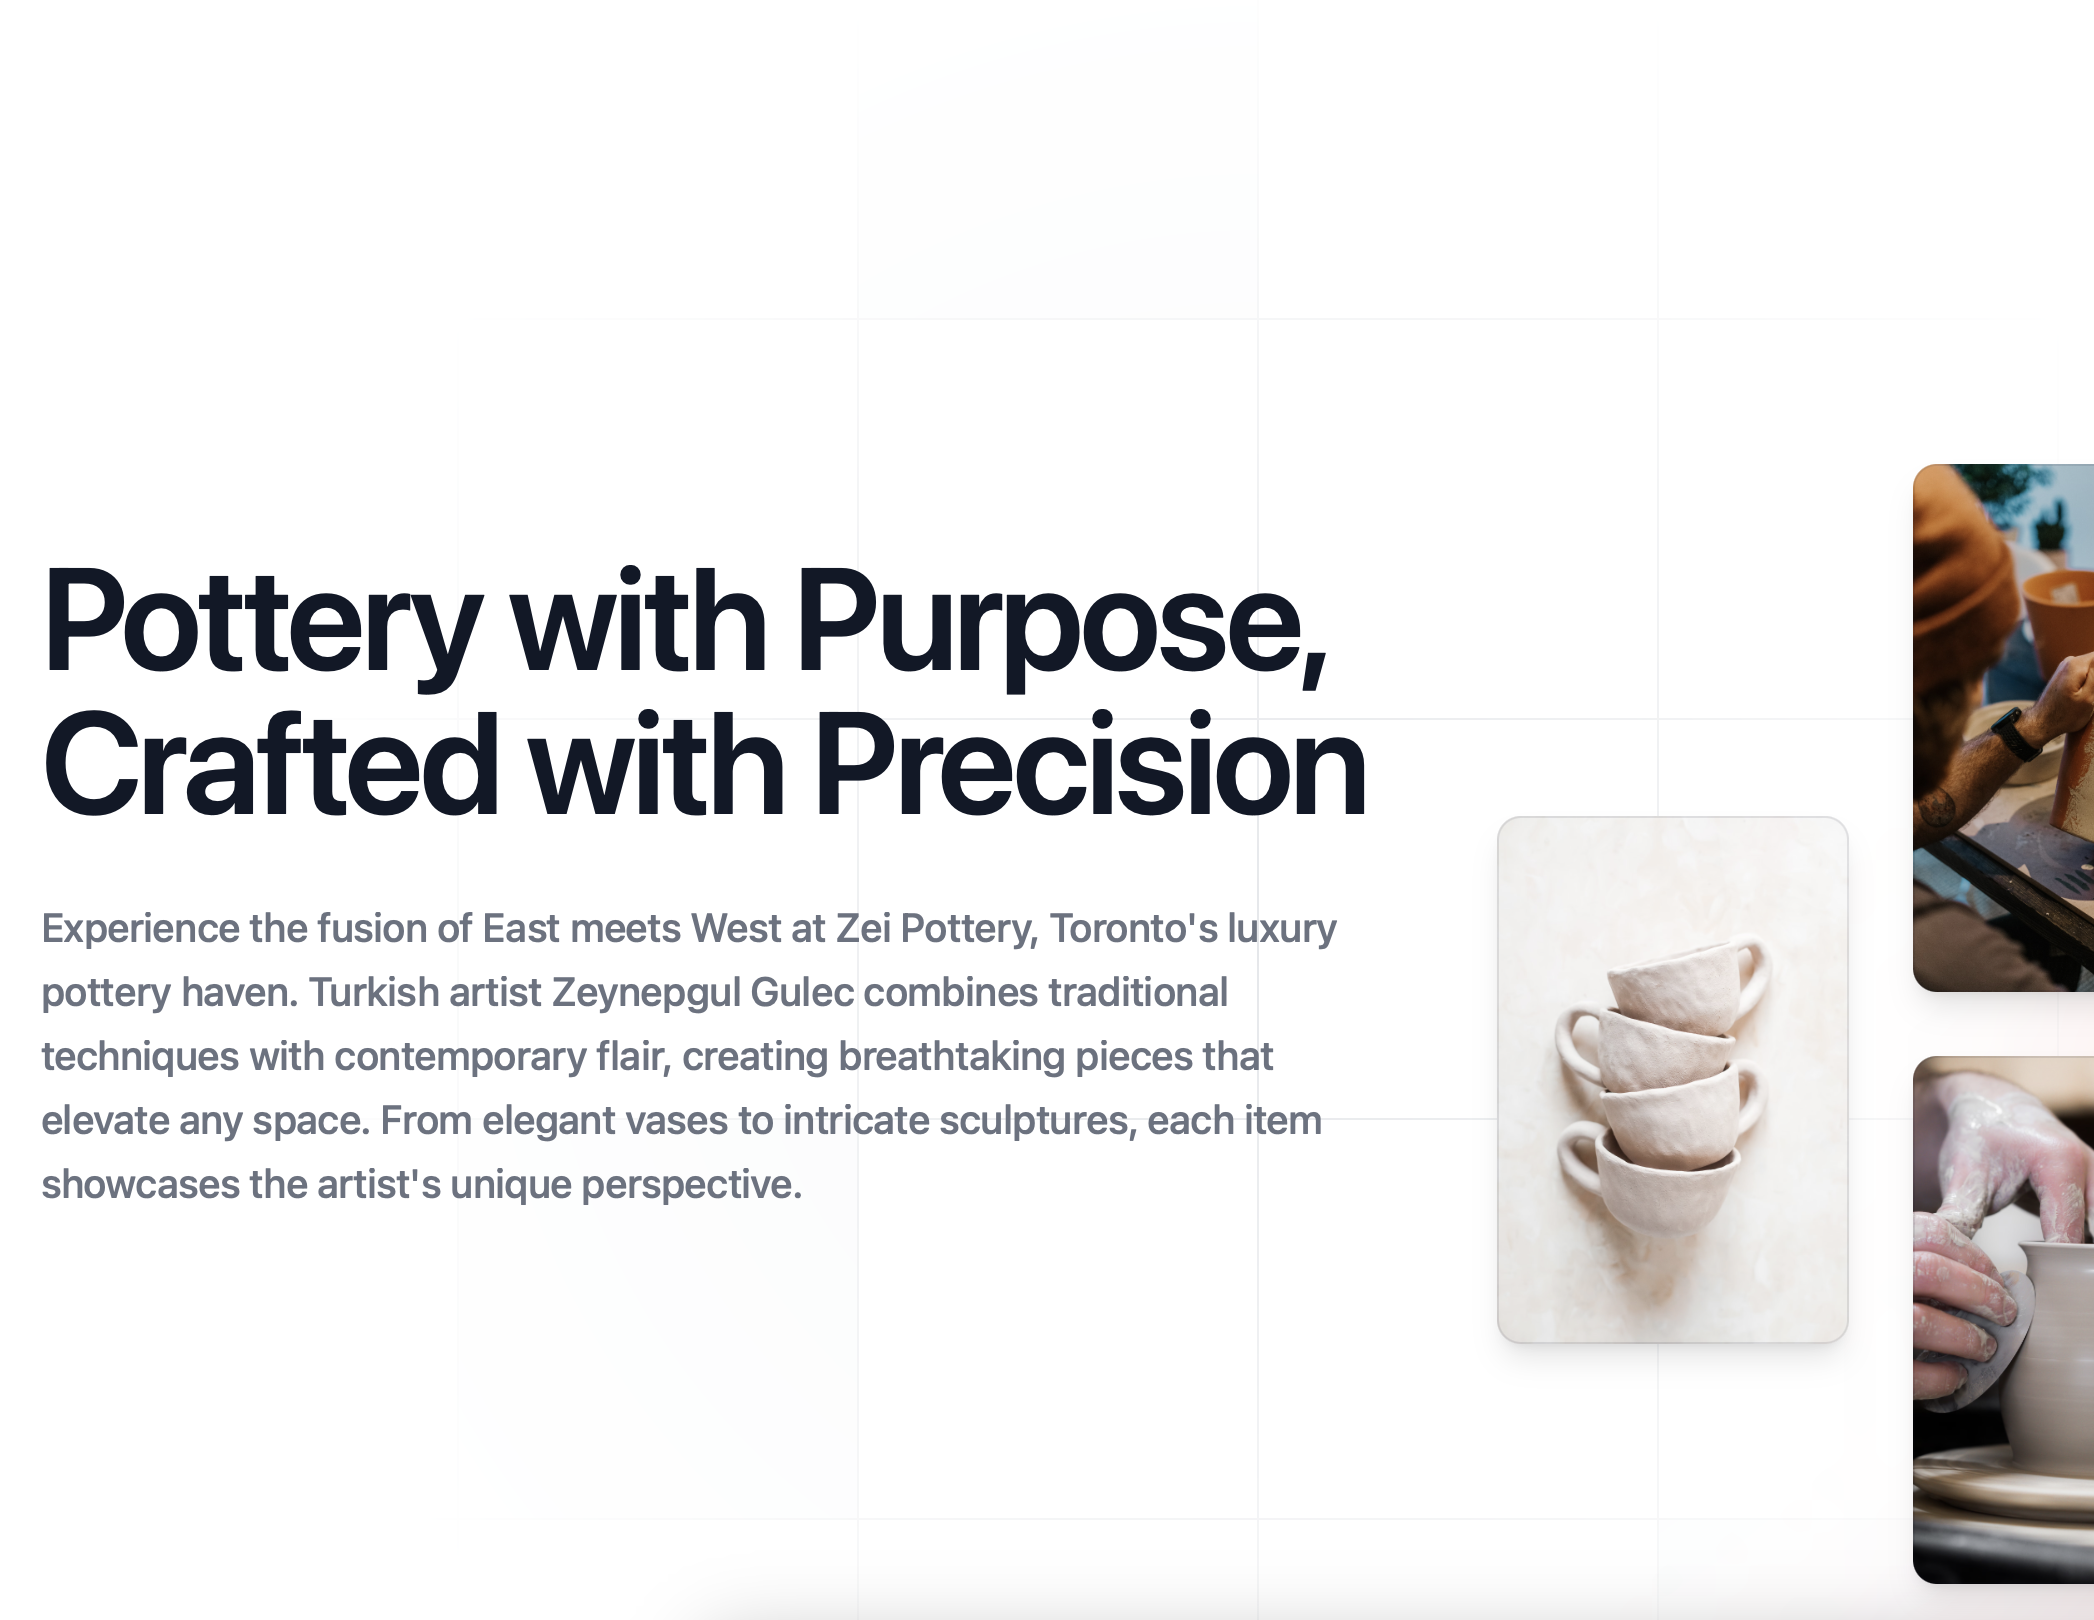 Pottery with Purpose,
Crafted with Precision
Experience the fusion of East meets West at Zei Pottery, Toronto's luxury
pottery haven. Turkish artist Zeynepgul Gulec combines traditional
techniques with contemporary flair, creating breathtaking pieces that
elevate any space. From elegant vases to intricate sculptures, each item
showcases the artist's unique perspective.